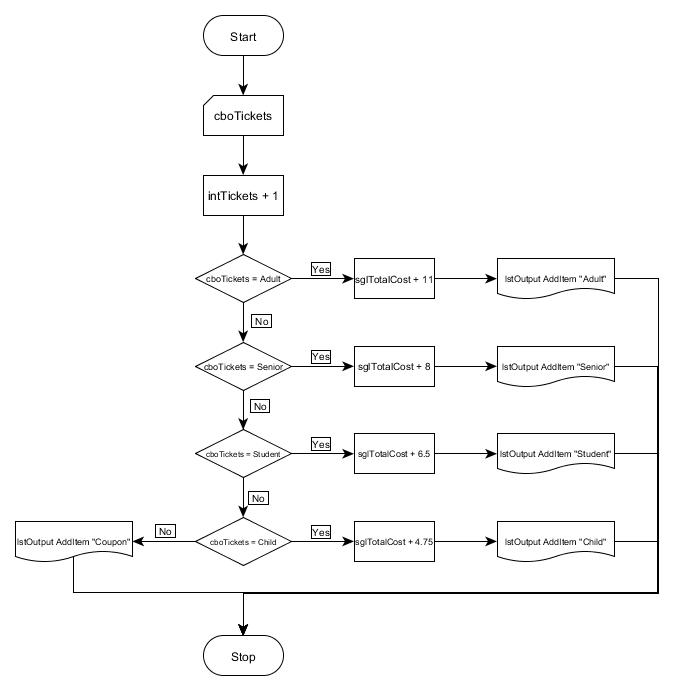 Start
cboTickets
intTickets + 1
cboTickets = Adult
Yes
sglTotalCost + 11
lstOutput AddItem "Adult"
No
cboTickets = Senior
Yes
sglTotalCost + 8
lstOutput AddItem "Senior"
No
cboTickets = Student
Yes
sglTotalCost + 6.5
lstOutput AddItem "Student"
No
lstOutput AddItem "Coupon"
No
cboTickets = Child
Yes
sglTotalCost + 4.75
lstOutput AddItem "Child"
Stop